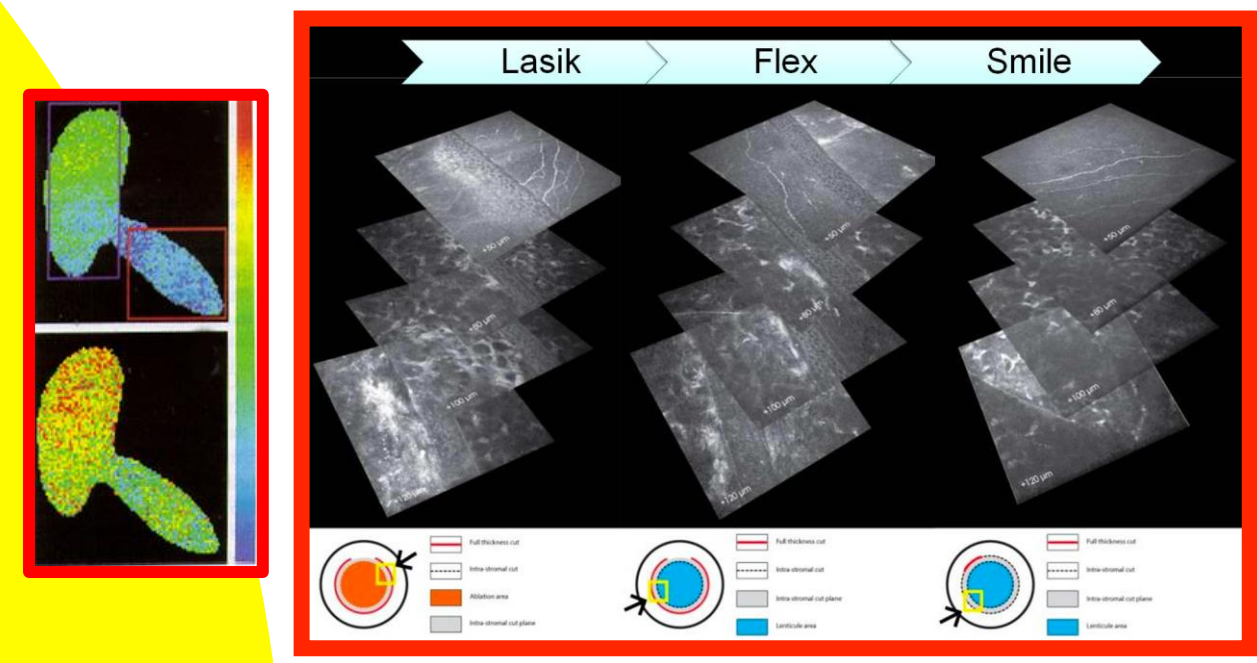 Lasik Flex Smile
+50 µm +50 µm +50 µm
+80 µm +80 µm +80 µm
+100 µm +100 µm +100 µm
+120 µm +120 µm +120 µm
Full thickness cut Full thickness cut Full thickness cut
Intra-stromal cut Intra-stromal cut Intra-stromal cut
Ablation area Intra-stromal cut plane Intra-stromal cut plane
Intra-stromal cut plane Lenticule area Lenticule area